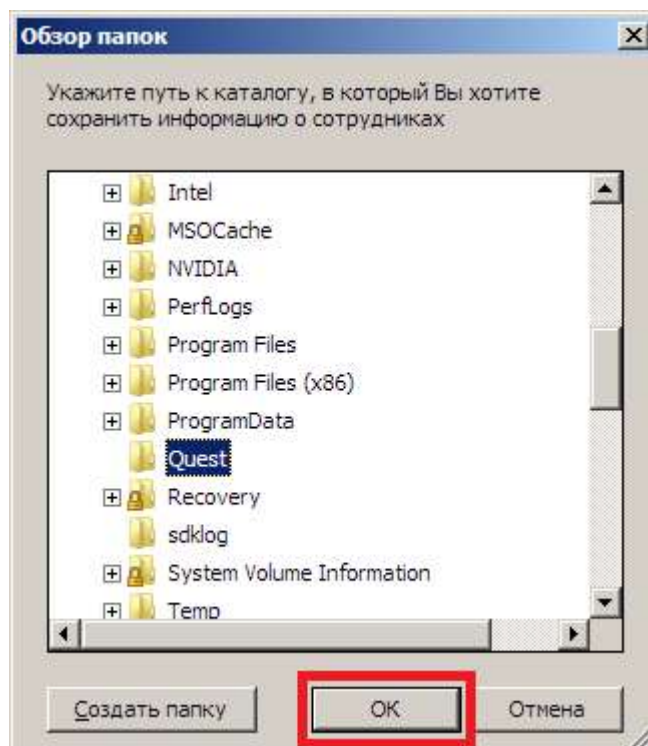 Обзор папок
Укажите путь к каталогу, в который Вы хотите
сохранить информацию о сотрудниках
Intel
MSOCache
NVIDIA
PerfLogs
Program Files
Program Files (x86)
ProgramData
Quest
Recovery
sdklog
System Volume Information
Temp
Создать папку
ОК
Отмена